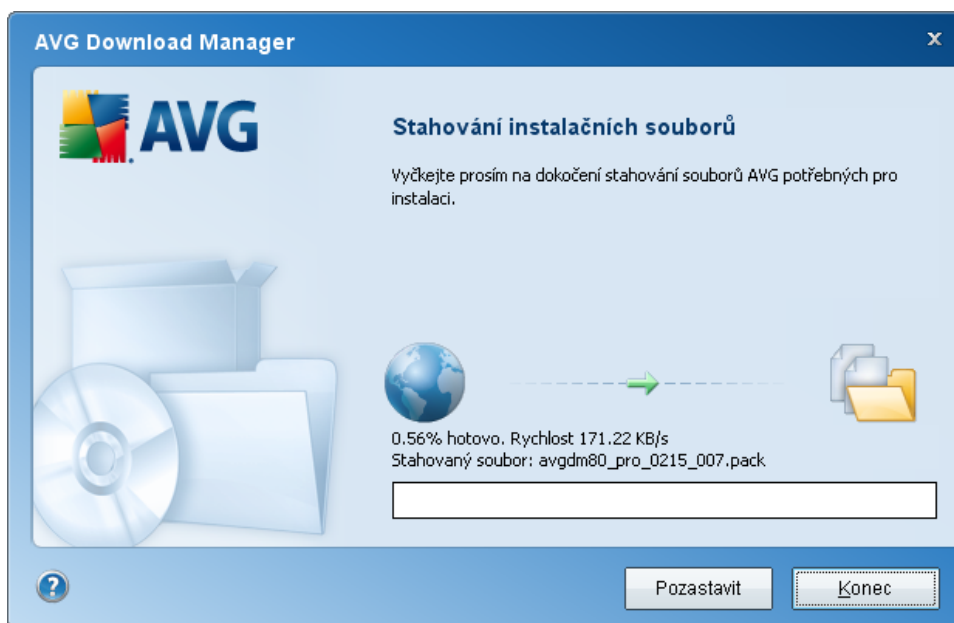 AVG Download Manager
AVG
Stahování instalačních souborů
Vyčkejte prosím na dokočení stahování souborů AVG potřebných pro
instalaci.
0.56% hotovo. Rychlost 171.22 KB/s
Stahovaný soubor: avgdm80_pro_0215_007.pack
Pozastavit
Konec